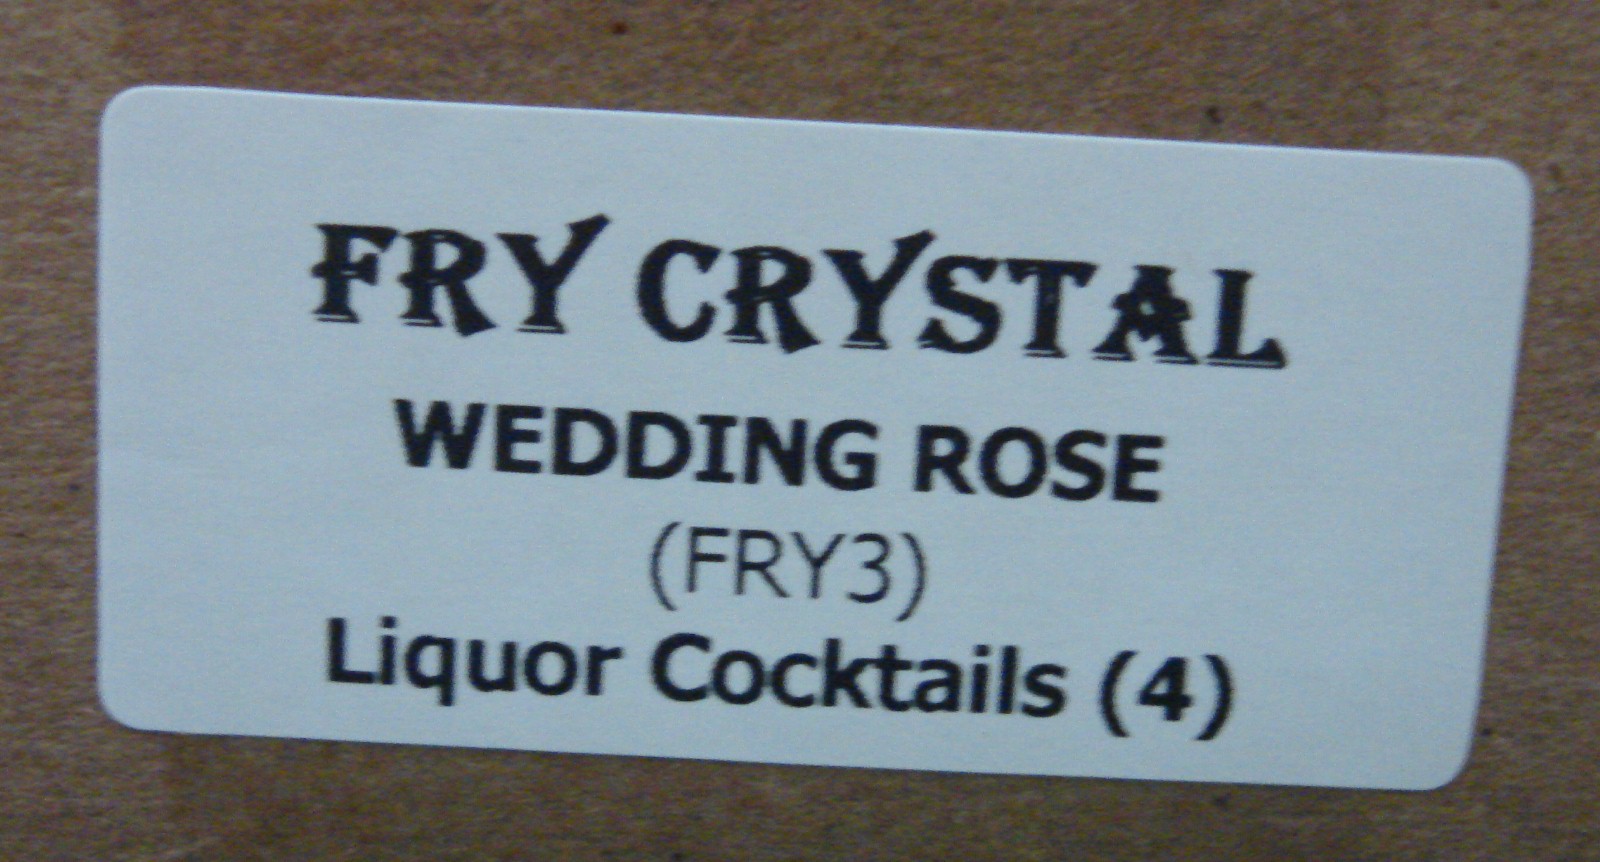 FRY CRYSTAL
WEDDING ROSE
(FRY3)
Liquor Cocktails (4)